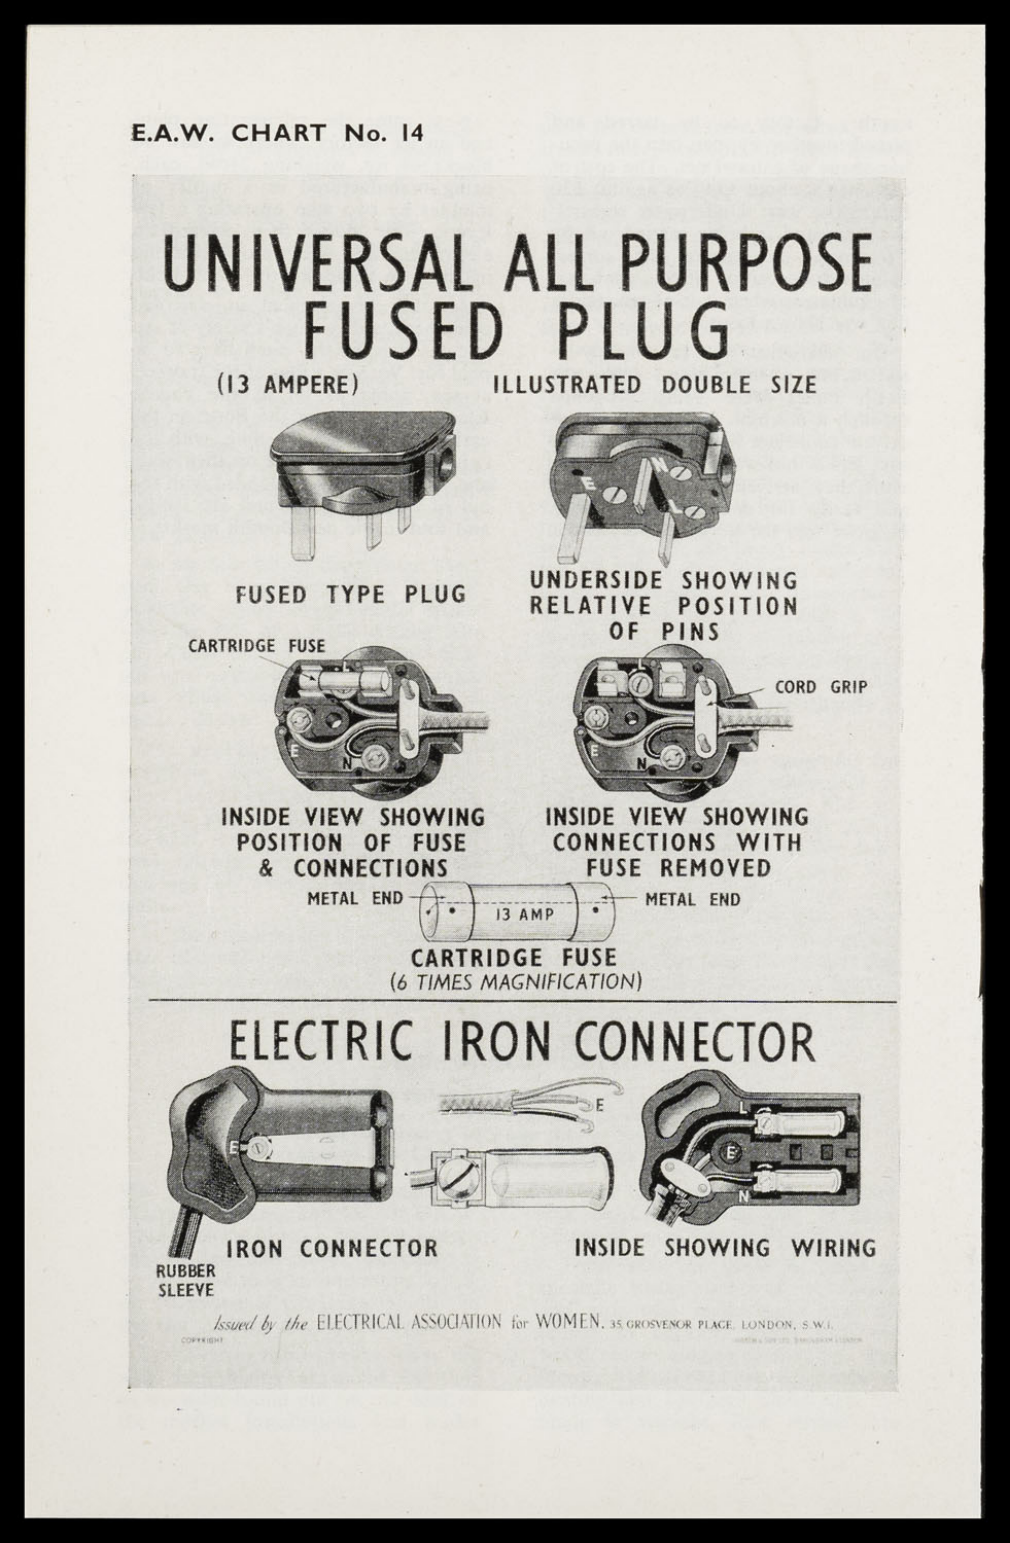 E.A.W. CHART No. 14
UNIVERSAL ALL PURPOSE
FUSED PLUG
(13 AMPERE) ILLUSTRATED DOUBLE SIZE
E N L
FUSED TYPE PLUG
UNDERSIDE SHOWING
RELATIVE POSITION
OF PINS
CARTRIDGE FUSE
L
E
N
L
CORD GRIP
E
N
INSIDE VIEW SHOWING
POSITION OF FUSE
& CONNECTIONS
INSIDE VIEW SHOWING
CONNECTIONS WITH
FUSE REMOVED
METAL END
13 AMP
METAL END
CARTRIDGE FUSE
(6 TIMES MAGNIFICATION)
ELECTRIC IRON CONNECTOR
E
E
L
E
N
IRON CONNECTOR
INSIDE SHOWING WIRING
RUBBER
SLEEVE
Issued by the ELECTRICAL ASSOCIATION for WOMEN, 35, GROSVENOR PLACE, LONDON, S.W.1.
COPYRIGHT